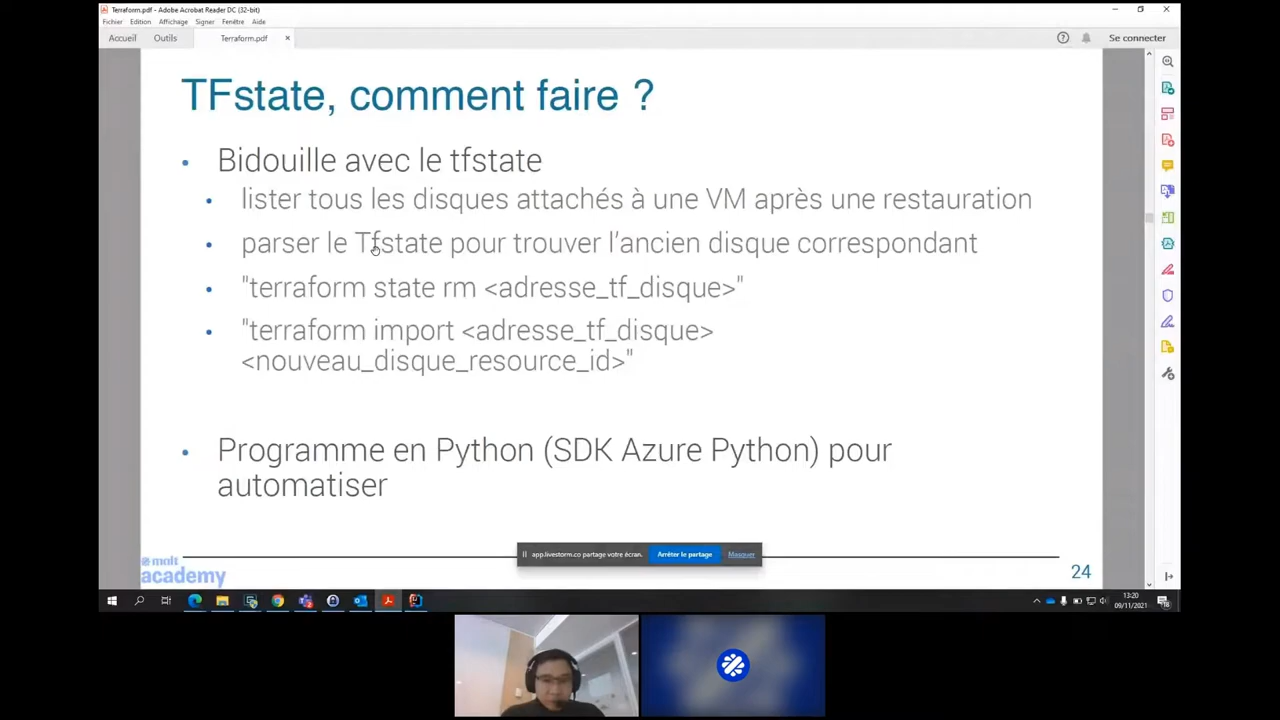 Terraform.pdf - Adobe Acrobat Reader DC (32-bit)
Fichier Edition Affichage Signer Fenêtre Aide
Accueil Outils Terraform.pdf × Se connecter
TFstate, comment faire ?
• Bidouille avec le tfstate
• lister tous les disques attachés à une VM après une restauration
• parser le Tfstate pour trouver l'ancien disque correspondant
• "terraform state rm <adresse_tf_disque>"
• "terraform import <adresse_tf_disque>
<nouveau_disque_resource_id>"
• Programme en Python (SDK Azure Python) pour
automatiser
app.livestorm.co partage votre écran. Arrêter le partage Masquer
malt
academy
24
13:20
09/11/2021